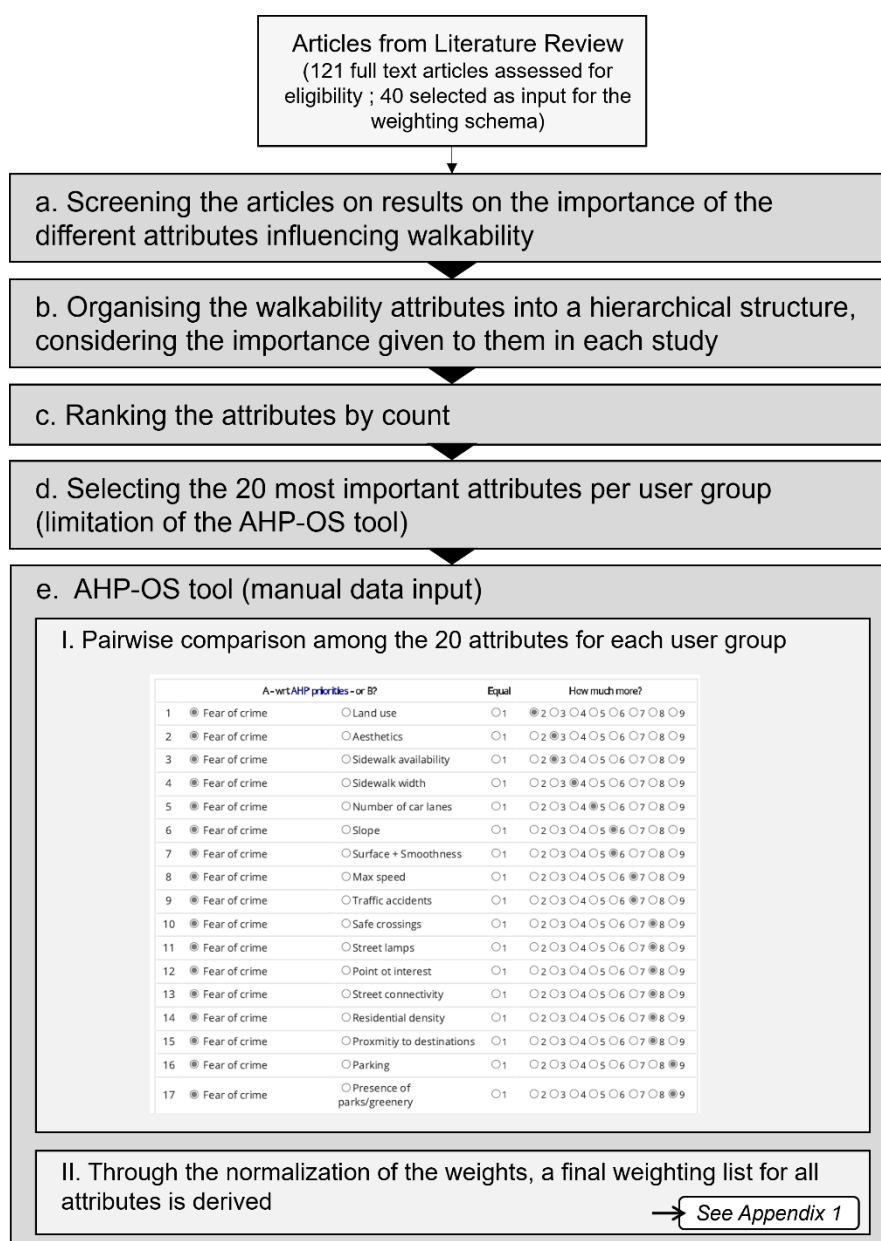 Articles from Literature Review
(121 full text articles assessed for
eligibility ; 40 selected as input for the
weighting schema)
a. Screening the articles on results on the importance of the
different attributes influencing walkability
b. Organising the walkability attributes into a hierarchical structure,
considering the importance given to them in each study
c. Ranking the attributes by count
d. Selecting the 20 most important attributes per user group
(limitation of the AHP-OS tool)
e. AHP-OS tool (manual data input)
I. Pairwise comparison among the 20 attributes for each user group
A - wrt AHP priorities - or B? Equal How much more?
1 Fear of crime Land use 1 2 3 4 5 6 7 8 9
2 Fear of crime Aesthetics 1 2 3 4 5 6 7 8 9
3 Fear of crime Sidewalk availability 1 2 3 4 5 6 7 8 9
4 Fear of crime Sidewalk width 1 2 3 4 5 6 7 8 9
5 Fear of crime Number of car lanes 1 2 3 4 5 6 7 8 9
6 Fear of crime Slope 1 2 3 4 5 6 7 8 9
7 Fear of crime Surface + Smoothness 1 2 3 4 5 6 7 8 9
8 Fear of crime Max speed 1 2 3 4 5 6 7 8 9
9 Fear of crime Traffic accidents 1 2 3 4 5 6 7 8 9
10 Fear of crime Safe crossings 1 2 3 4 5 6 7 8 9
11 Fear of crime Street lamps 1 2 3 4 5 6 7 8 9
12 Fear of crime Point ot interest 1 2 3 4 5 6 7 8 9
13 Fear of crime Street connectivity 1 2 3 4 5 6 7 8 9
14 Fear of crime Residential density 1 2 3 4 5 6 7 8 9
15 Fear of crime Proxmitiy to destinations 1 2 3 4 5 6 7 8 9
16 Fear of crime Parking 1 2 3 4 5 6 7 8 9
17 Fear of crime Presence of parks/greenery 1 2 3 4 5 6 7 8 9
II. Through the normalization of the weights, a final weighting list for all
attributes is derived
See Appendix 1